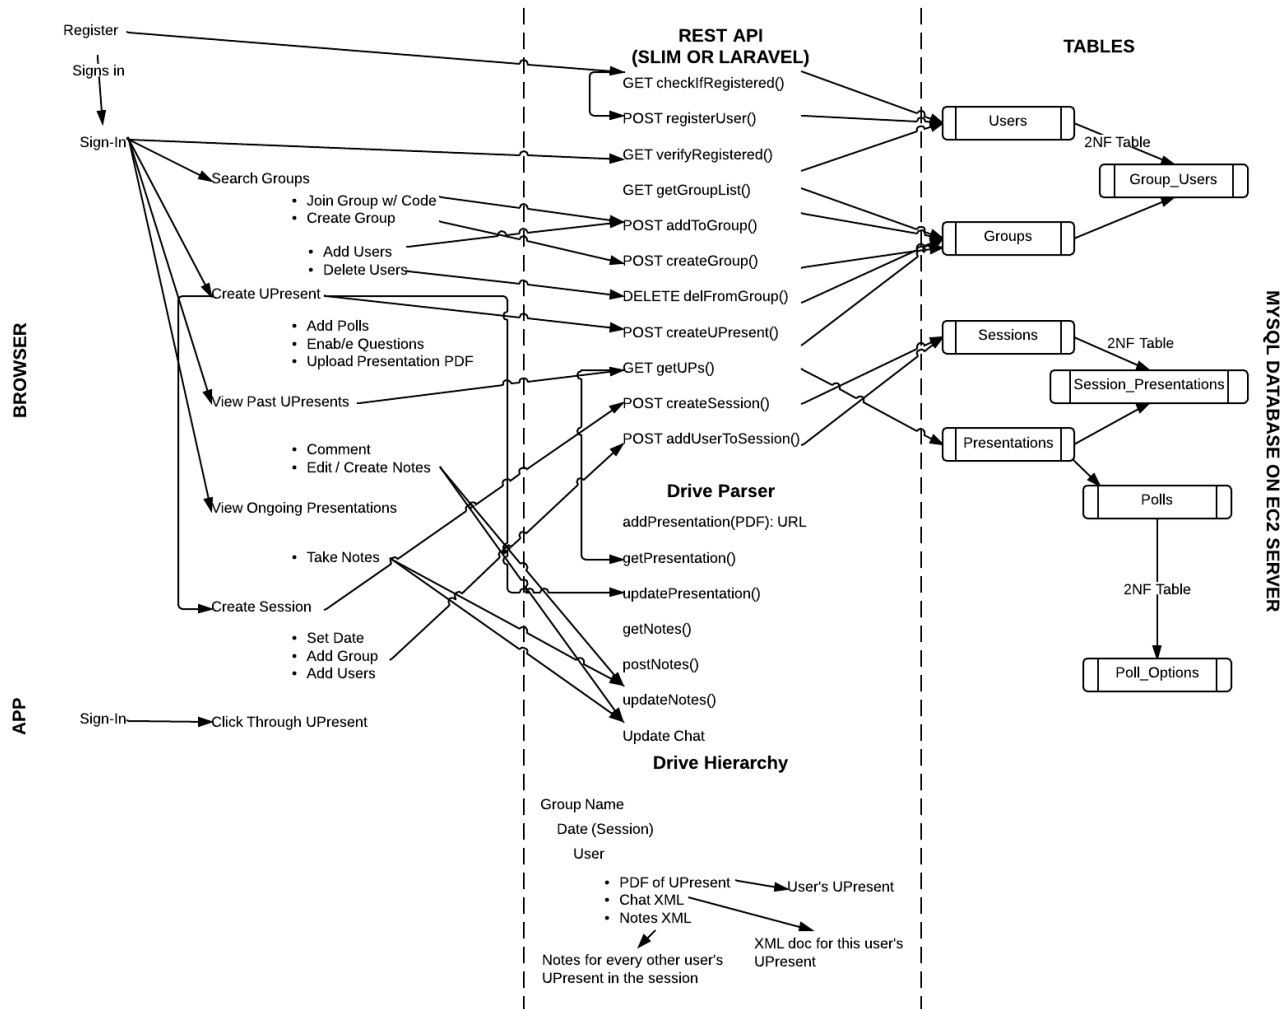 Register
Signs in
Sign-In
Search Groups
• Join Group w/ Code
• Create Group
• Add Users
• Delete Users
Create UPresent
• Add Polls
• Enab/e Questions
• Upload Presentation PDF
View Past UPresents
• Comment
• Edit / Create Notes
View Ongoing Presentations
• Take Notes
Create Session
• Set Date
• Add Group
• Add Users
Sign-In
Click Through UPresent
BROWSER
APP
REST API
(SLIM OR LARAVEL)
GET checkIfRegistered()
POST registerUser()
GET verifyRegistered()
GET getGroupList()
POST addToGroup()
POST createGroup()
DELETE delFromGroup()
POST createUPresent()
GET getUPs()
POST createSession()
POST addUserToSession()
Drive Parser
addPresentation(PDF): URL
getPresentation()
updatePresentation()
getNotes()
postNotes()
updateNotes()
Update Chat
Drive Hierarchy
Group Name
Date (Session)
User
• PDF of UPresent
• Chat XML
• Notes XML
User's UPresent
XML doc for this user's
UPresent
Notes for every other user's
UPresent in the session
TABLES
Users
2NF Table
Group_Users
Groups
Sessions
2NF Table
Session_Presentations
Presentations
Polls
2NF Table
Poll_Options
MYSQL DATABASE ON EC2 SERVER